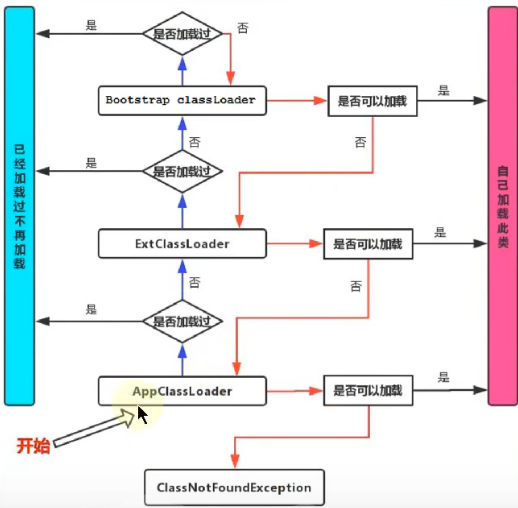 是
是否加载过
否
Bootstrap classLoader
是否可以加载
是
否
否
是
是否加载过
已经加载过不再加载
自己加载此类
ExtClassLoader
是否可以加载
是
否
否
是
是否加载过
AppClassLoader
是否可以加载
是
开始
ClassNotFoundException